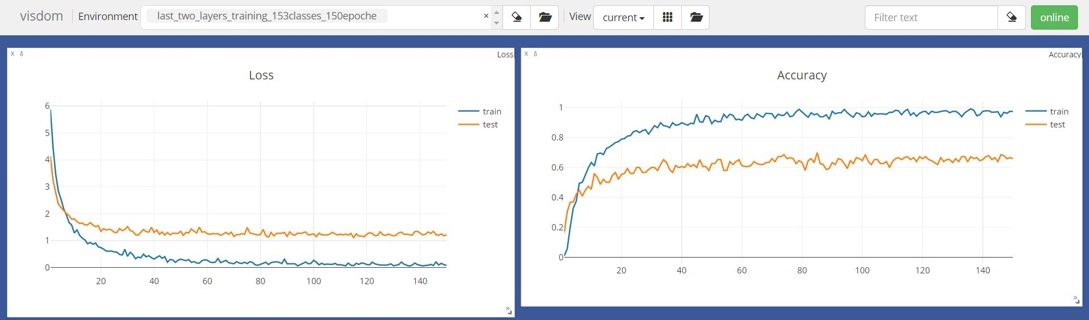 visdom Environment last_two_layers_training_153classes_150epoche × View current Filter text online
x Loss
Loss
6
5
4
3
2
1
0
20 40 60 80 100 120 140
train
test
x Accuracy
Accuracy
1
0.8
0.6
0.4
0.2
0
20 40 60 80 100 120 140
train
test